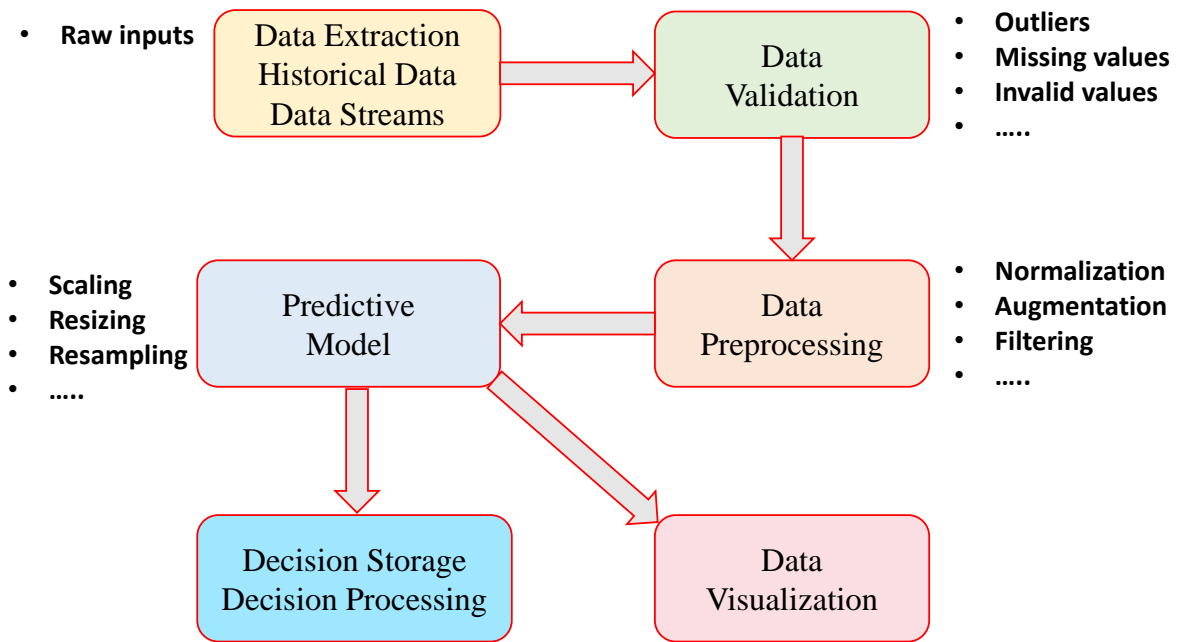 • Raw inputs
Data Extraction
Historical Data
Data Streams
Data
Validation
• Outliers
• Missing values
• Invalid values
• …..
• Scaling
• Resizing
• Resampling
• …..
Predictive
Model
Data
Preprocessing
• Normalization
• Augmentation
• Filtering
• …..
Decision Storage
Decision Processing
Data
Visualization